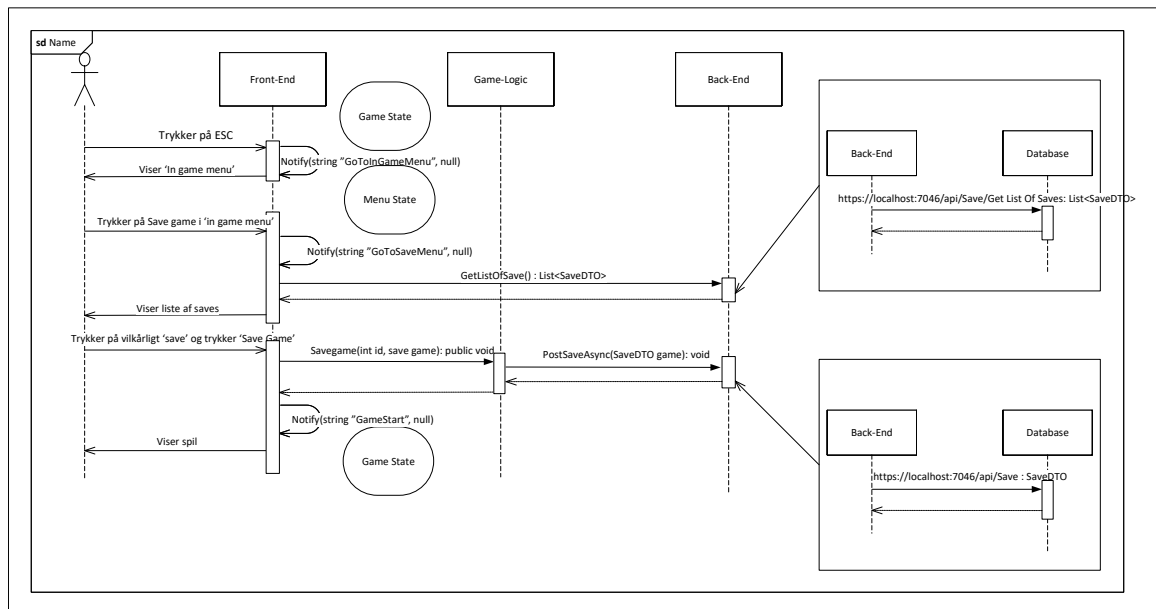 sd Name
Front-End
Game-Logic
Back-End
Game State
Trykker på ESC
Notify(string ”GoToInGameMenu”, null)
Viser ‘In game menu’
Menu State
Back-End
Database
https://localhost:7046/api/Save/Get List Of Saves: List<SaveDTO>
Trykker på Save game i ‘in game menu’
Notify(string ”GoToSaveMenu”, null)
GetListOfSave() : List<SaveDTO>
Viser liste af saves
Trykker på vilkårligt ‘save’ og trykker ‘Save Game’
Savegame(int id, save game): public void
PostSaveAsync(SaveDTO game): void
Notify(string ”GameStart”, null)
Viser spil
Game State
Back-End
Database
https://localhost:7046/api/Save : SaveDTO